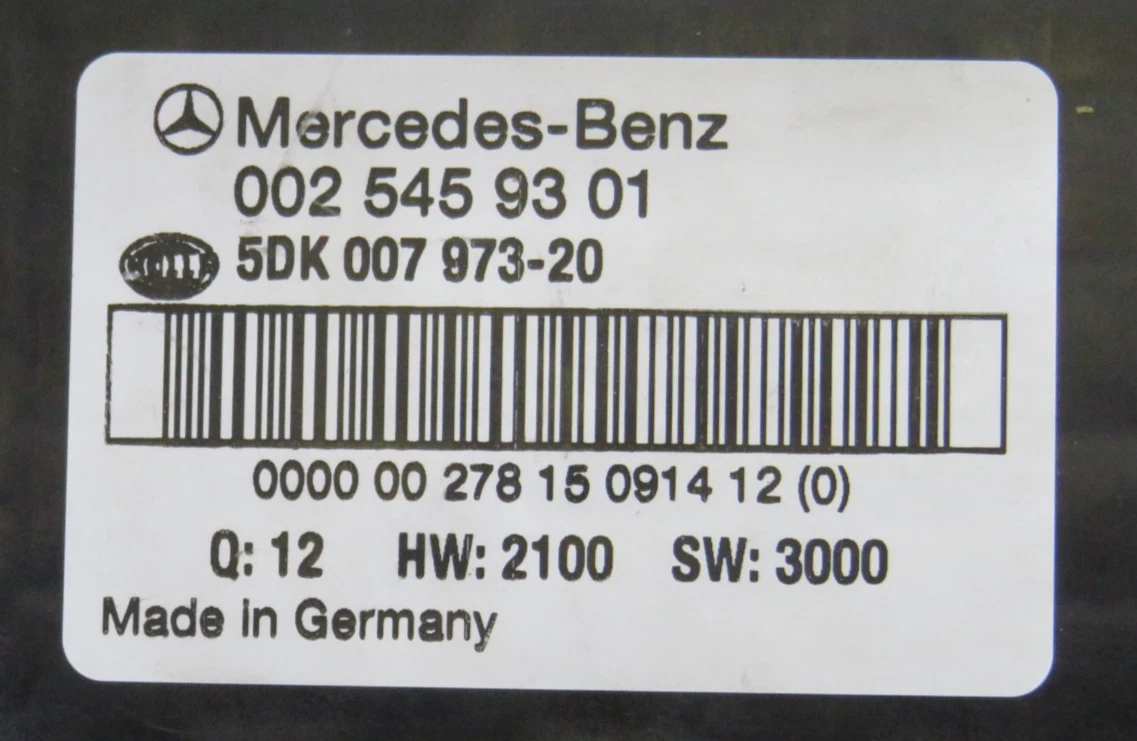 Mercedes-Benz
002 545 93 01
HELLA 5DK 007 973-20
0000 00 278 15 0914 12 (0)
Q: 12 HW: 2100 SW: 3000
Made in Germany